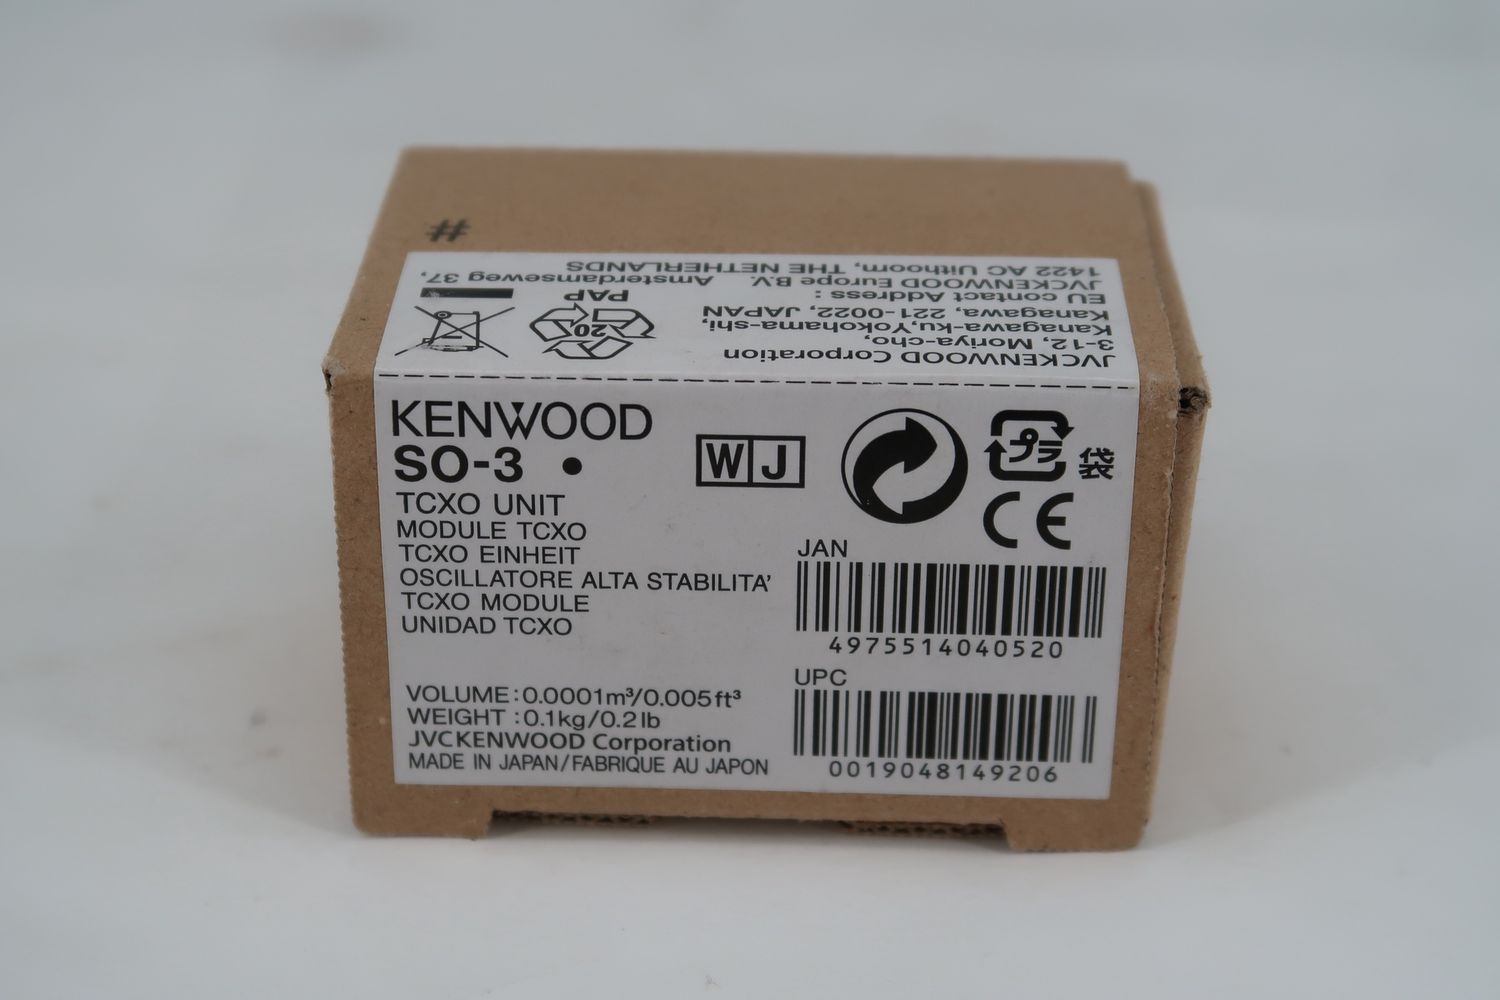 #
JVCKENWOOD Corporation
3-12, Moriya-cho,
Kanagawa-ku,Yokohama-shi,
Kanagawa, 221-0022, JAPAN
EU contact Address :
JVCKENWOOD Europe B.V. Amsterdamseweg 37,
1422 AC Uithoorn, THE NETHERLANDS
20
PAP
KENWOOD
SO-3 •
WJ
プラ 袋
CE
TCXO UNIT
MODULE TCXO
TCXO EINHEIT
OSCILLATORE ALTA STABILITA'
TCXO MODULE
UNIDAD TCXO
JAN
4975514040520
UPC
0019048149206
VOLUME:0.0001m³/0.005ft³
WEIGHT :0.1kg/0.2lb
JVCKENWOOD Corporation
MADE IN JAPAN/FABRIQUE AU JAPON